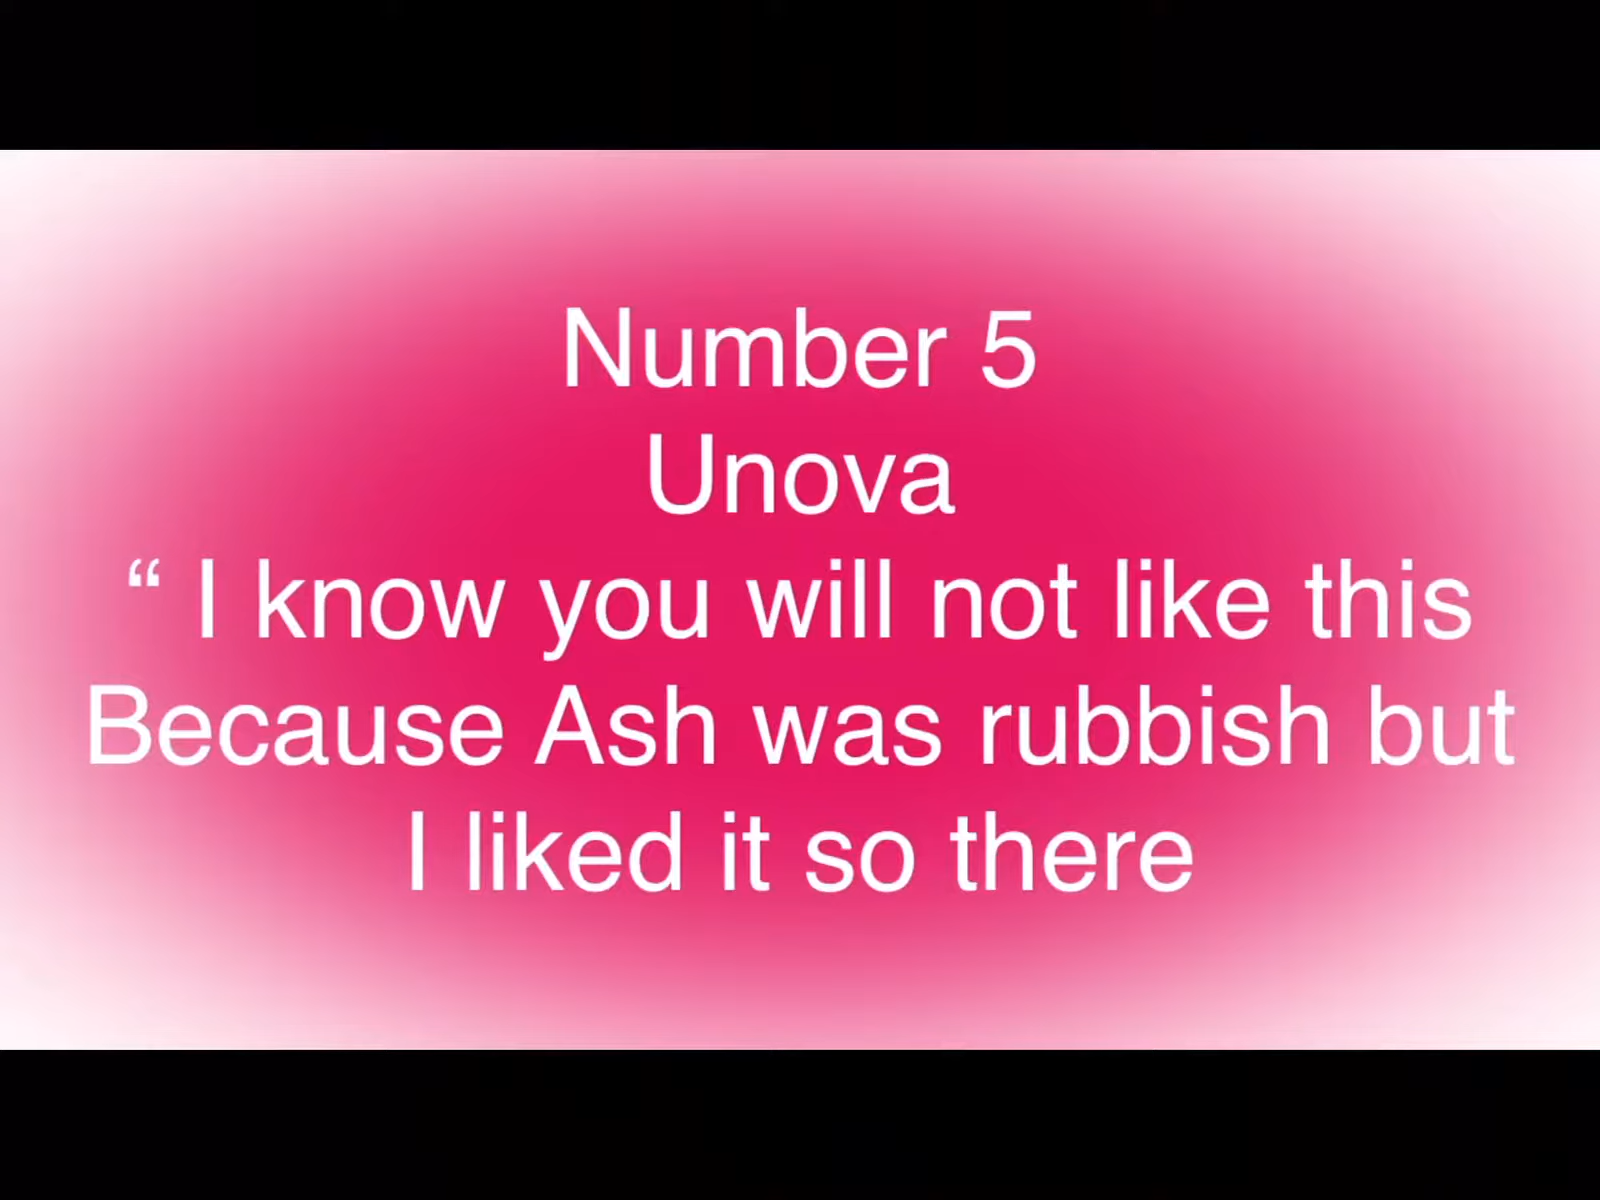 Number 5
Unova
“ I know you will not like this
Because Ash was rubbish but
I liked it so there